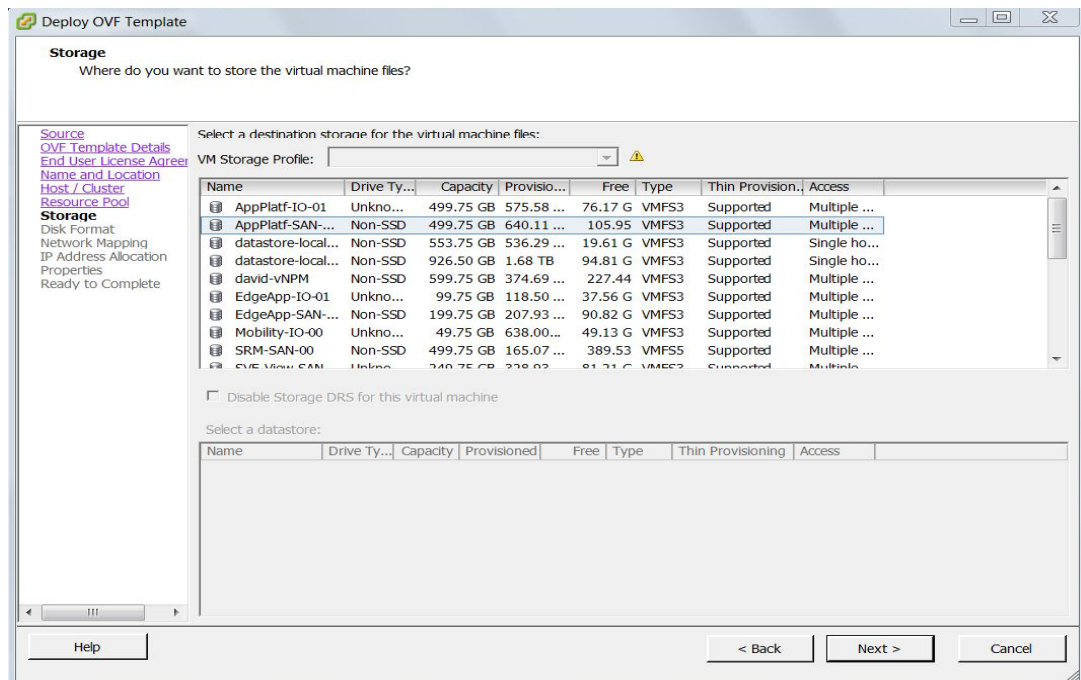 Deploy OVF Template
Storage
Where do you want to store the virtual machine files?
Source
OVF Template Details
End User License Agreer
Name and Location
Host / Cluster
Resource Pool
Storage
Disk Format
Network Mapping
IP Address Allocation
Properties
Ready to Complete
Select a destination storage for the virtual machine files:
VM Storage Profile:
Name Drive Ty... Capacity Provisio... Free Type Thin Provision.. Access
AppPlatf-IO-01 Unkno... 499.75 GB 575.58 ... 76.17 G VMFS3 Supported Multiple ...
AppPlatf-SAN-... Non-SSD 499.75 GB 640.11 ... 105.95 VMFS3 Supported Multiple ...
datastore-local... Non-SSD 553.75 GB 536.29 ... 19.61 G VMFS3 Supported Single ho...
datastore-local... Non-SSD 926.50 GB 1.68 TB 94.81 G VMFS3 Supported Single ho...
david-vNPM Non-SSD 599.75 GB 374.69 ... 227.44 VMFS3 Supported Multiple ...
EdgeApp-IO-01 Unkno... 99.75 GB 118.50 ... 37.56 G VMFS3 Supported Multiple ...
EdgeApp-SAN-... Non-SSD 199.75 GB 207.93 ... 90.82 G VMFS3 Supported Multiple ...
Mobility-IO-00 Unkno... 49.75 GB 638.00... 49.13 G VMFS3 Supported Multiple ...
SRM-SAN-00 Non-SSD 499.75 GB 165.07 ... 389.53 VMFS5 Supported Multiple ...
Disable Storage DRS for this virtual machine
Select a datastore:
Name Drive Ty... Capacity Provisioned Free Type Thin Provisioning Access
Help < Back Next > Cancel